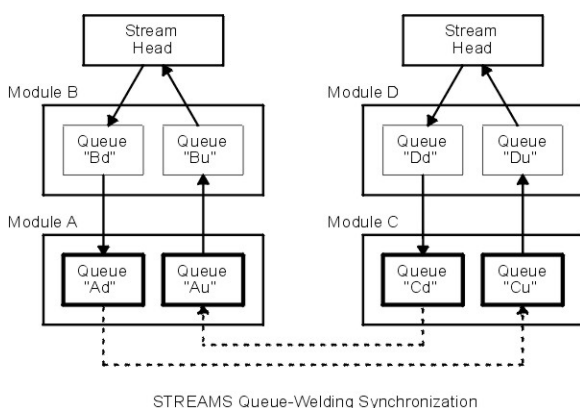 Stream
Head
Stream
Head
Module B
Module D
Queue
"Bd"
Queue
"Bu"
Queue
"Dd"
Queue
"Du"
Module A
Module C
Queue
"Ad"
Queue
"Au"
Queue
"Cd"
Queue
"Cu"
STREAMS Queue-Welding Synchronization